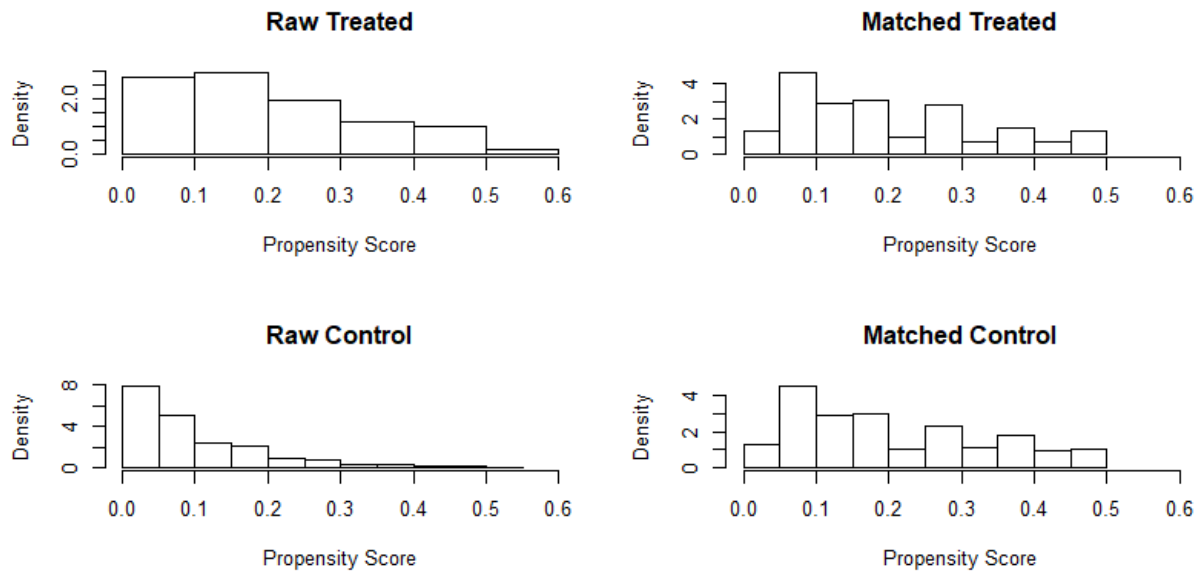 Raw Treated
Density
0.0 2.0
0.0 0.1 0.2 0.3 0.4 0.5 0.6
Propensity Score
Matched Treated
Density
0 2 4
0.0 0.1 0.2 0.3 0.4 0.5 0.6
Propensity Score
Raw Control
Density
0 4 8
0.0 0.1 0.2 0.3 0.4 0.5 0.6
Propensity Score
Matched Control
Density
0 2 4
0.0 0.1 0.2 0.3 0.4 0.5 0.6
Propensity Score